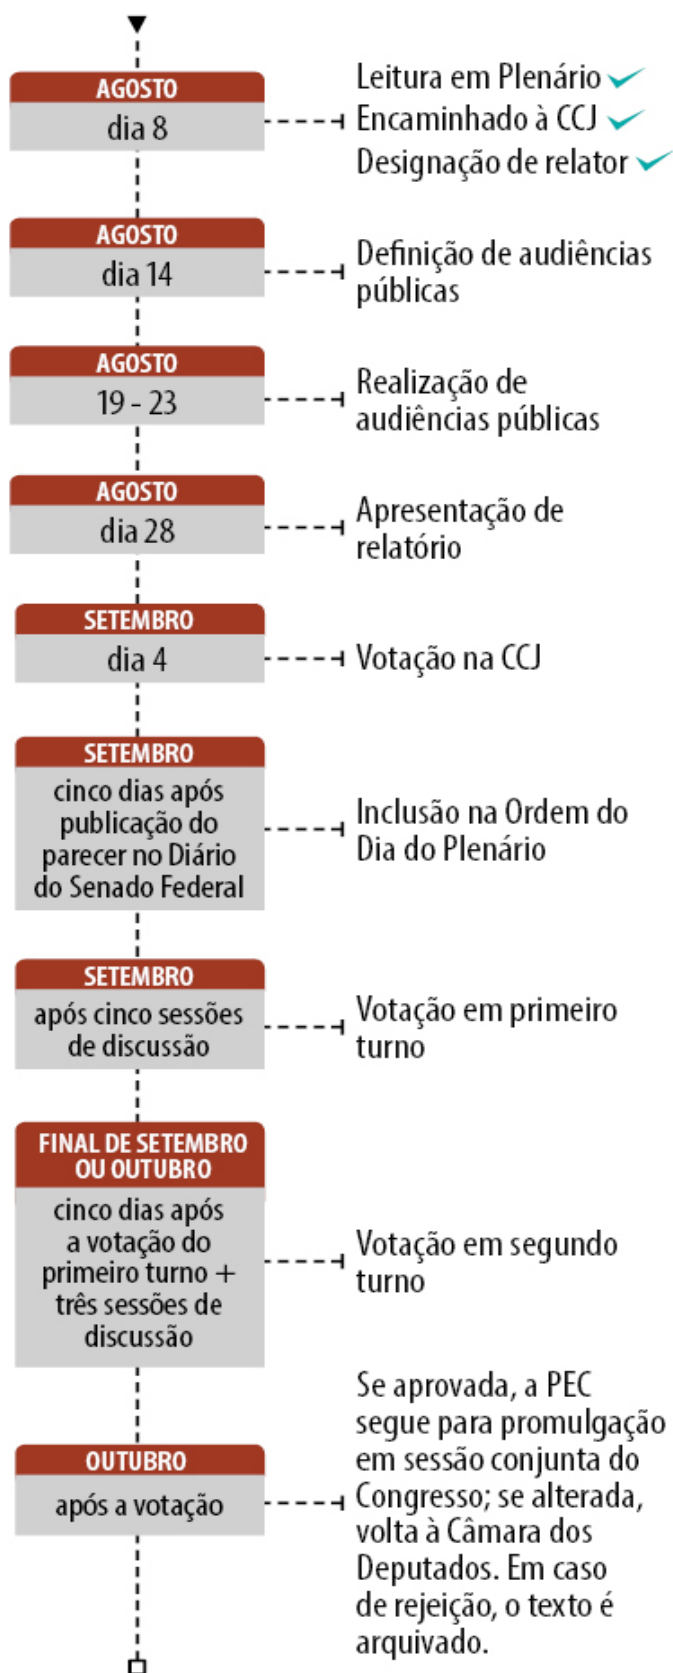 AGOSTO
dia 8
Leitura em Plenário
Encaminhado à CCJ
Designação de relator
AGOSTO
dia 14
Definição de audiências
públicas
AGOSTO
19 - 23
Realização de
audiências públicas
AGOSTO
dia 28
Apresentação de
relatório
SETEMBRO
dia 4
Votação na CCJ
SETEMBRO
cinco dias após
publicação do
parecer no Diário
do Senado Federal
Inclusão na Ordem do
Dia do Plenário
SETEMBRO
após cinco sessões
de discussão
Votação em primeiro
turno
FINAL DE SETEMBRO
OU OUTUBRO
cinco dias após
a votação do
primeiro turno +
três sessões de
discussão
Votação em segundo
turno
OUTUBRO
após a votação
Se aprovada, a PEC
segue para promulgação
em sessão conjunta do
Congresso; se alterada,
volta à Câmara dos
Deputados. Em caso
de rejeição, o texto é
arquivado.